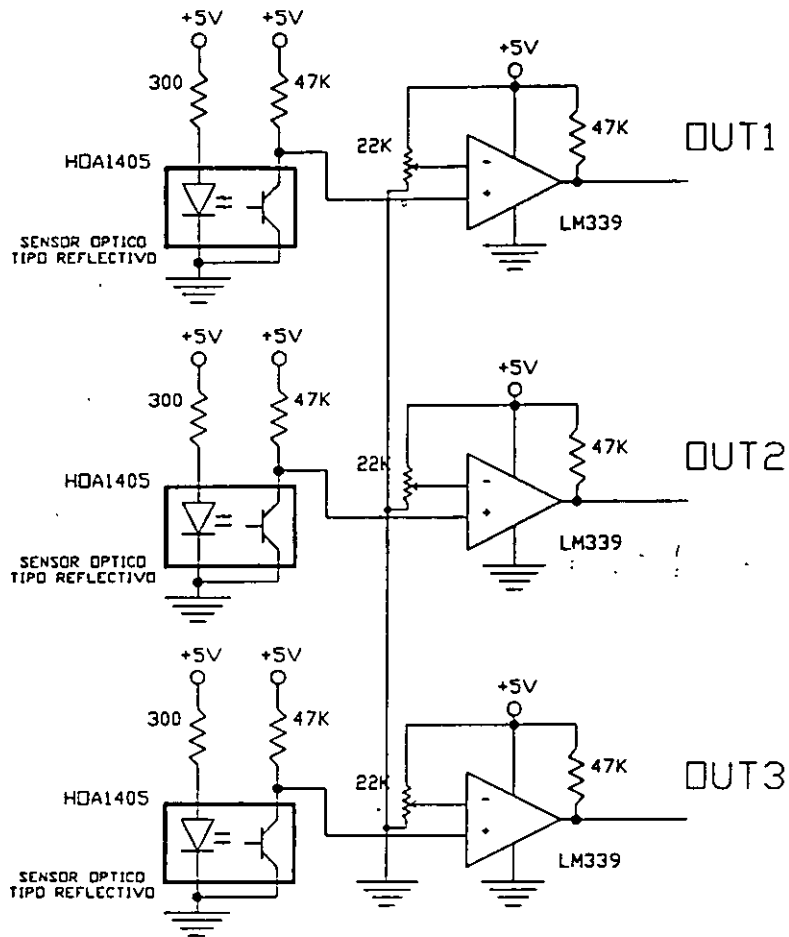 +5V +5V
300 47K
+5V
47K
OUT1
22K
-
+
HOA1405
LM339
SENSOR OPTICO
TIPO REFLECTIVO
+5V +5V
300 47K
+5V
47K
OUT2
22K
-
+
HOA1405
LM339
SENSOR OPTICO
TIPO REFLECTIVO
+5V +5V
300 47K
+5V
47K
OUT3
22K
-
+
HOA1405
LM339
SENSOR OPTICO
TIPO REFLECTIVO